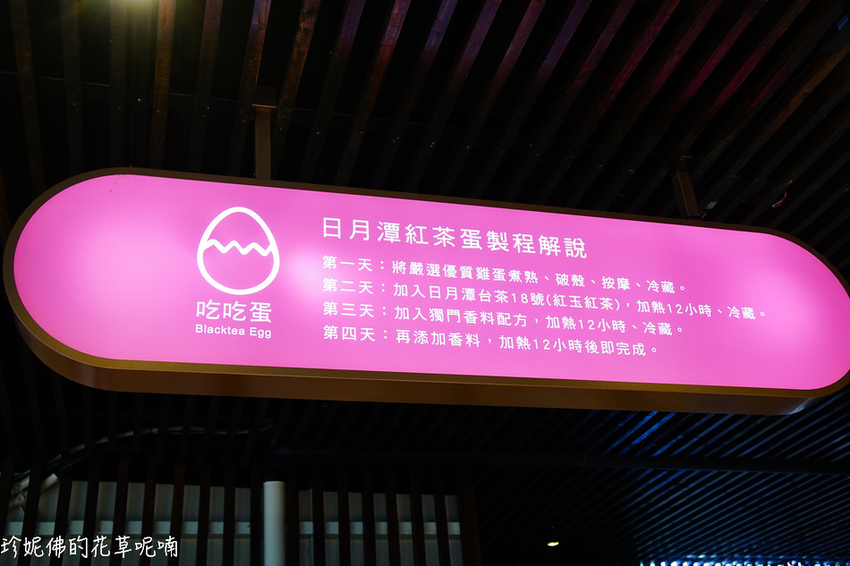 吃吃蛋
Blacktea Egg
日月潭紅茶蛋製程解說
第一天：將嚴選優質雞蛋煮熟、破殼、按摩、冷藏。
第二天：加入日月潭台茶18號(紅玉紅茶)，加熱12小時、冷藏。
第三天：加入獨門香料配方，加熱12小時、冷藏。
第四天：再添加香料，加熱12小時後即完成。
珍妮佛的花草呢喃